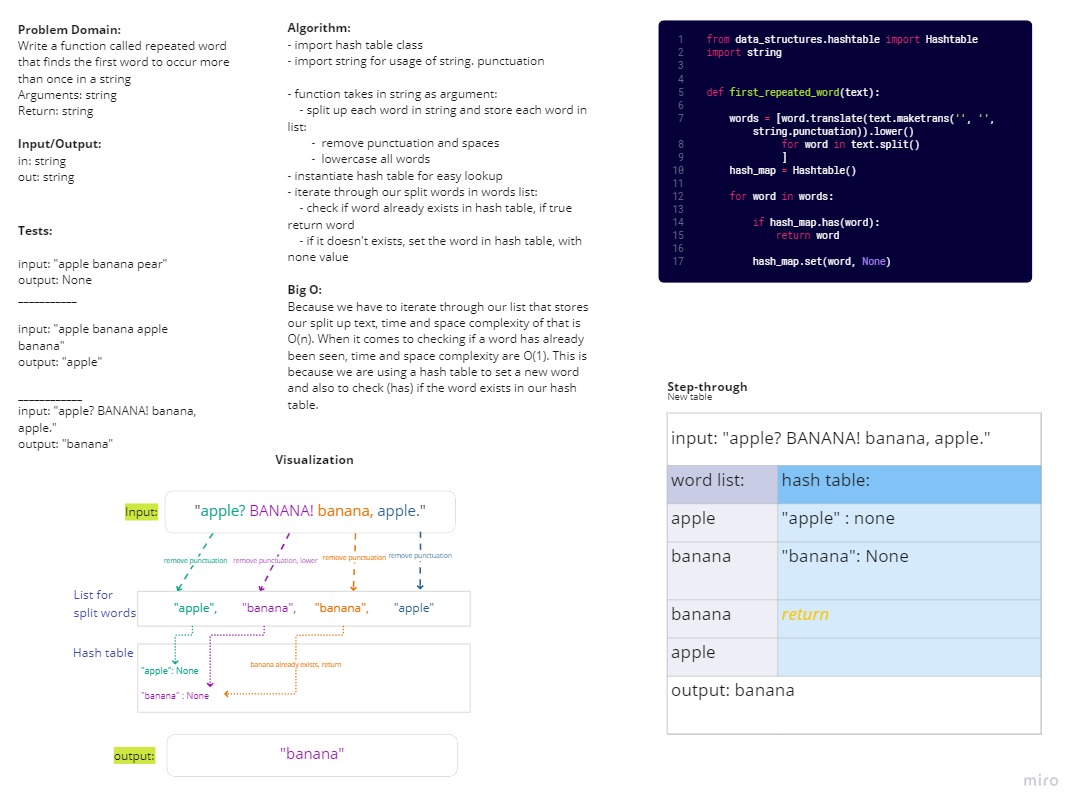 Problem Domain:
Write a function called repeated word
that finds the first word to occur more
than once in a string
Arguments: string
Return: string
Input/Output:
in: string
out: string
Tests:
input: "apple banana pear"
output: None
___________
input: "apple banana apple
banana"
output: "apple"
____________
input: "apple? BANANA! banana,
apple."
output: "banana"
Algorithm:
- import hash table class
- import string for usage of string. punctuation
- function takes in string as argument:
- split up each word in string and store each word in
list:
- remove punctuation and spaces
- lowercase all words
- instantiate hash table for easy lookup
- iterate through our split words in words list:
- check if word already exists in hash table, if true
return word
- if it doesn't exists, set the word in hash table, with
none value
Big O:
Because we have to iterate through our list that stores
our split up text, time and space complexity of that is
O(n). When it comes to checking if a word has already
been seen, time and space complexity are O(1). This is
because we are using a hash table to set a new word
and also to check (has) if the word exists in our hash
table.
1 from data_structures.hashtable import Hashtable
2 import string
3
4
5 def first_repeated_word(text):
6
7 words = [word.translate(text.maketrans('', '',
string.punctuation)).lower()
8 for word in text.split()
9 ]
10 hash_map = Hashtable()
11
12 for word in words:
13
14 if hash_map.has(word):
15 return word
16
17 hash_map.set(word, None)
Visualization
Input:
"apple? BANANA! banana, apple."
remove punctuation
remove punctuation, lower
remove punctuation
remove punctuation
List for
split words
"apple", "banana", "banana", "apple"
Hash table
banana already exists, return
"apple": None
"banana" : None
output:
"banana"
Step-through
New table
input: "apple? BANANA! banana, apple."
word list: hash table:
apple "apple" : none
banana "banana": None
banana return
apple
output: banana
miro